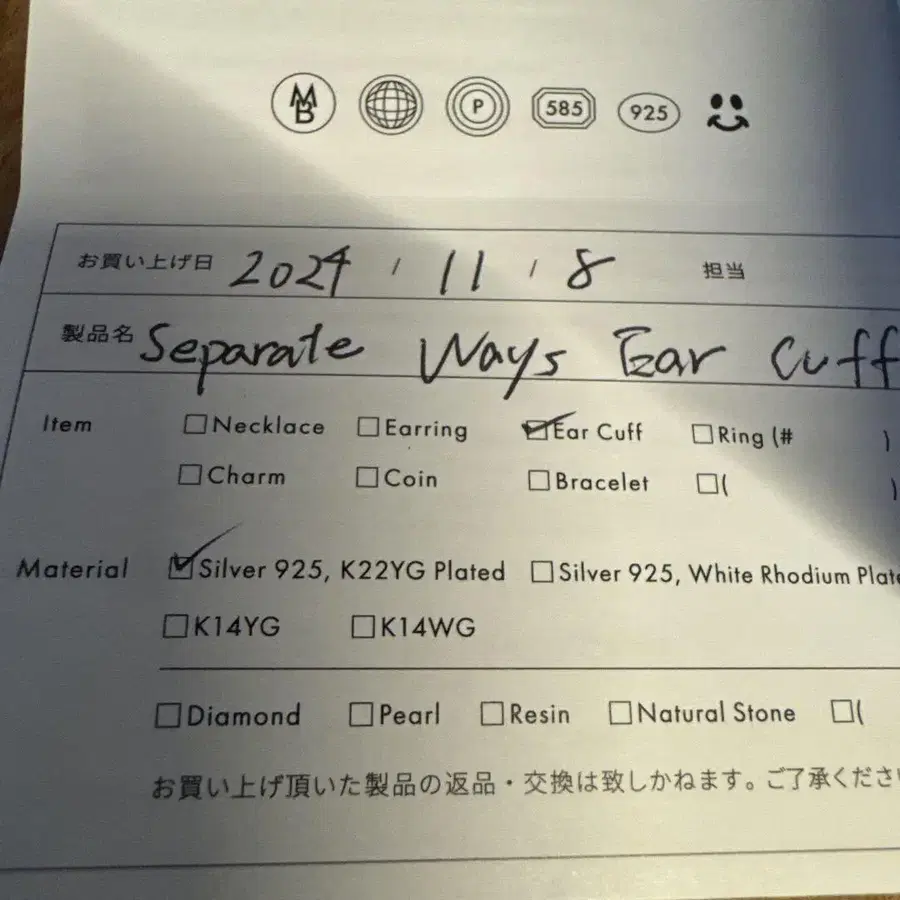 MB P 585 925
お買い上げ日 2024 / 11 / 8 担当
製品名 Separate Ways Ear Cuff
Item □Necklace □Earring ☑Ear Cuff □Ring (# )
□Charm □Coin □Bracelet □( )
Material ☑Silver 925, K22YG Plated □Silver 925, White Rhodium Plate
□K14YG □K14WG
□Diamond □Pearl □Resin □Natural Stone □(
お買い上げ頂いた製品の返品・交換は致しかねます。ご了承くださ